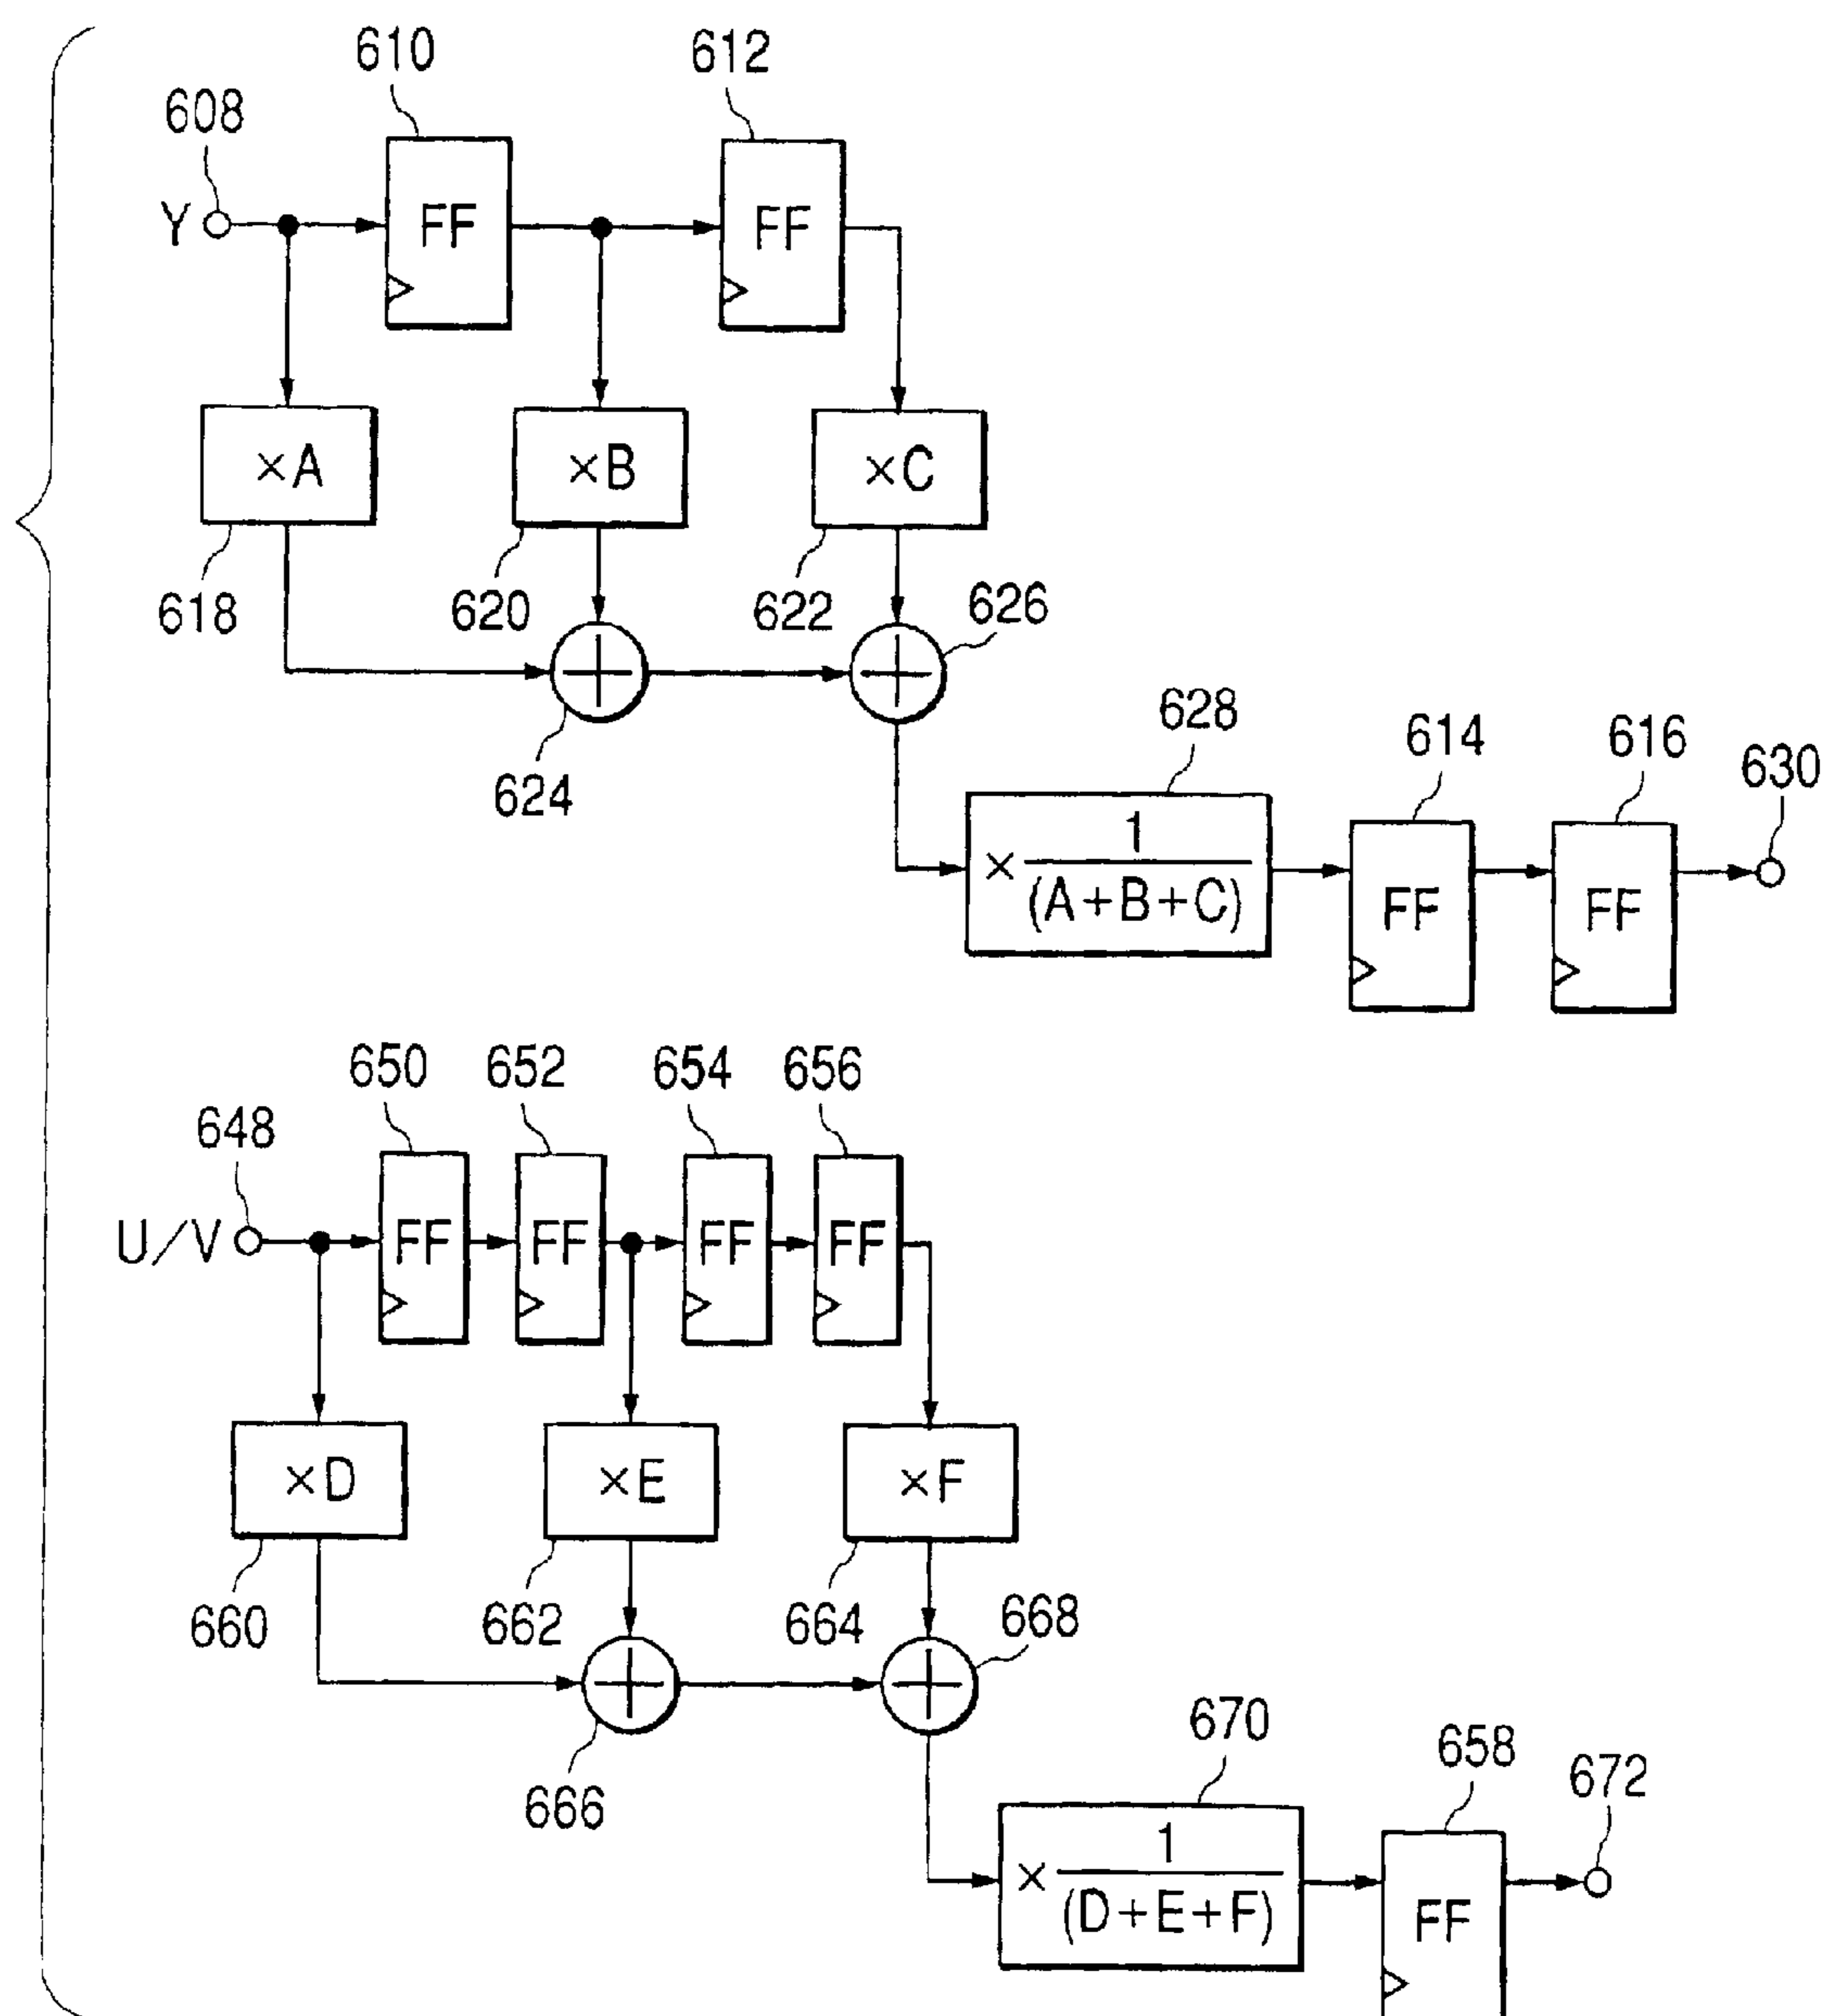 610
612
608
Y
FF
FF
×A
×B
×C
618
620
622
626
624
628
614
616
630
× 1
(A+B+C)
FF
FF
650
652
654
656
648
U/V
FF
FF
FF
FF
×D
×E
×F
660
662
664
668
666
670
658
672
× 1
(D+E+F)
FF